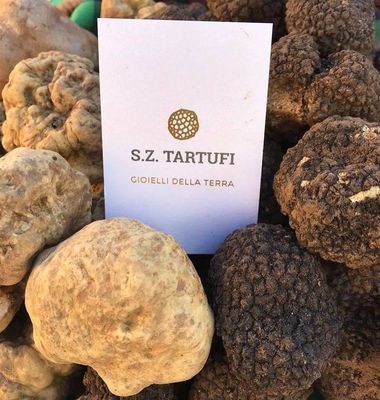 S.Z. TARTUFI
GIOIELLI DELLA TERRA